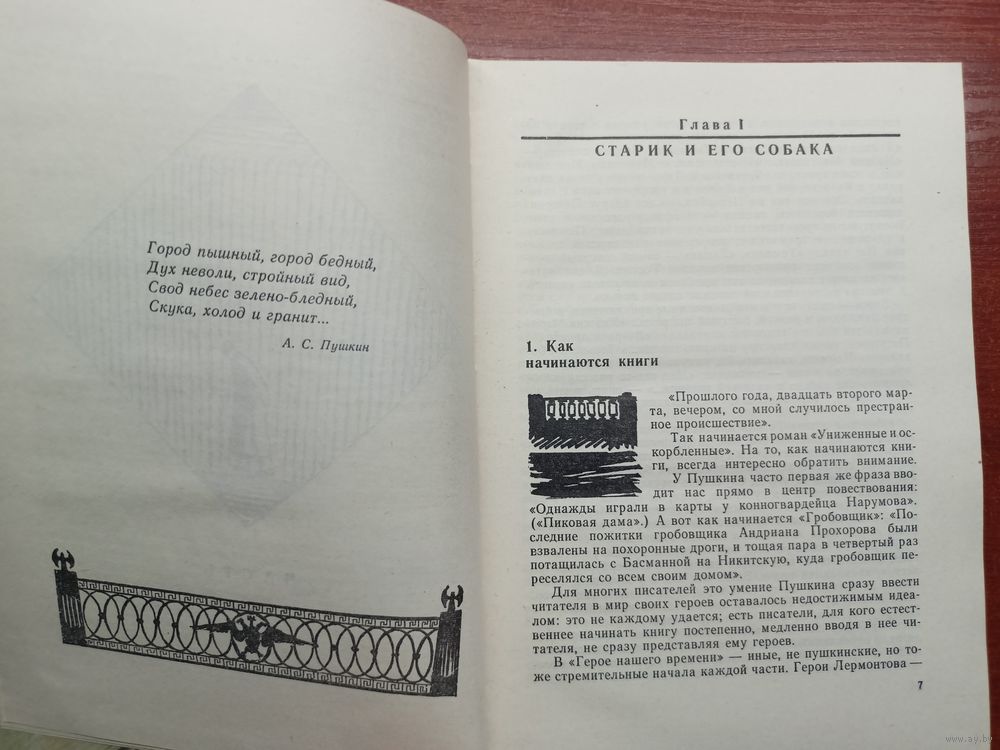 Город пышный, город бедный,
Дух неволи, стройный вид,
Свод небес зелено-бледный,
Скука, холод и гранит...
А. С. Пушкин
Глава I
СТАРИК И ЕГО СОБАКА
1. Как
начинаются книги
«Прошлого года, двадцать второго мар-
та, вечером, со мной случилось престран-
ное происшествие».
Так начинается роман «Униженные и ос-
корбленные». На то, как начинаются кни-
ги, всегда интересно обратить внимание.
У Пушкина часто первая же фраза вво-
дит нас прямо в центр повествования:
«Однажды играли в карты у конногвардейца Нарумова».
(«Пиковая дама».) А вот как начинается «Гробовщик»: «По-
следние пожитки гробовщика Андриана Прохорова были
взвалены на похоронные дроги, и тощая пара в четвертый раз
потащилась с Басманной на Никитскую, куда гробовщик пе-
реселялся со всем своим домом».
Для многих писателей это умение Пушкина сразу ввести
читателя в мир своих героев оставалось недостижимым идеа-
лом: это не каждому удается; есть писатели, для кого естест-
веннее начинать книгу постепенно, медленно вводя в нее чи-
тателя, не сразу представляя ему героев.
В «Герое нашего времени» — иные, не пушкинские, но то-
же стремительные начала каждой части. Герои Лермонтова —
7
www.ay.by